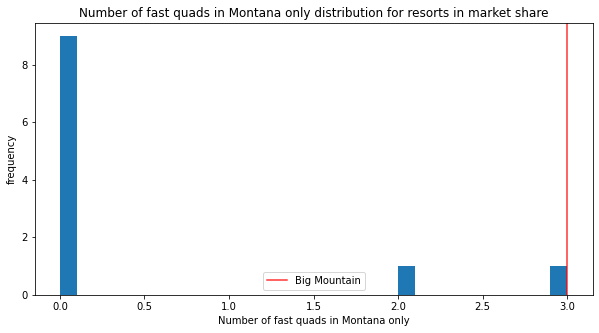 Number of fast quads in Montana only distribution for resorts in market share
frequency
8
6
4
2
0
Big Mountain
0.0 0.5 1.0 1.5 2.0 2.5 3.0
Number of fast quads in Montana only